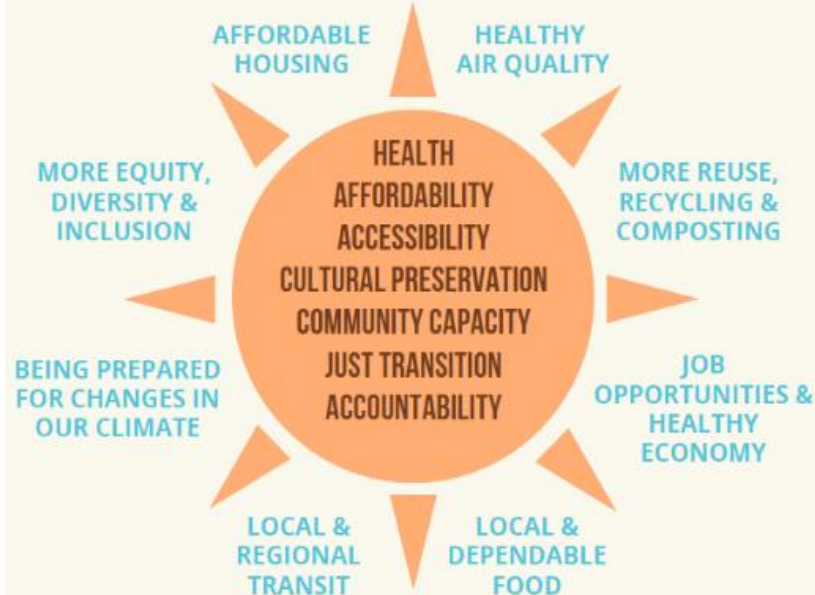 AFFORDABLE
HOUSING
HEALTHY
AIR QUALITY
MORE EQUITY,
DIVERSITY &
INCLUSION
HEALTH
AFFORDABILITY
ACCESSIBILITY
CULTURAL PRESERVATION
COMMUNITY CAPACITY
JUST TRANSITION
ACCOUNTABILITY
MORE REUSE,
RECYCLING &
COMPOSTING
BEING PREPARED
FOR CHANGES IN
OUR CLIMATE
JOB
OPPORTUNITIES &
HEALTHY
ECONOMY
LOCAL &
REGIONAL
TRANSIT
LOCAL &
DEPENDABLE
FOOD